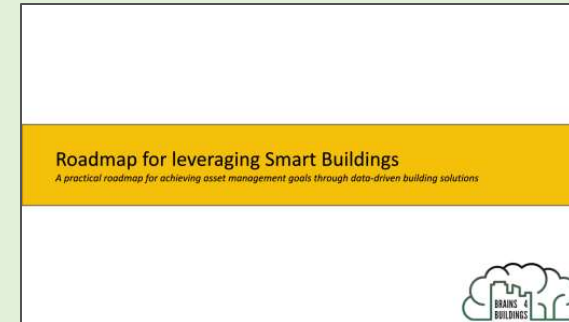 Roadmap for leveraging Smart Buildings
A practical roadmap for achieving asset management goals through data-driven building solutions
BRAINS 4
BUILDINGS